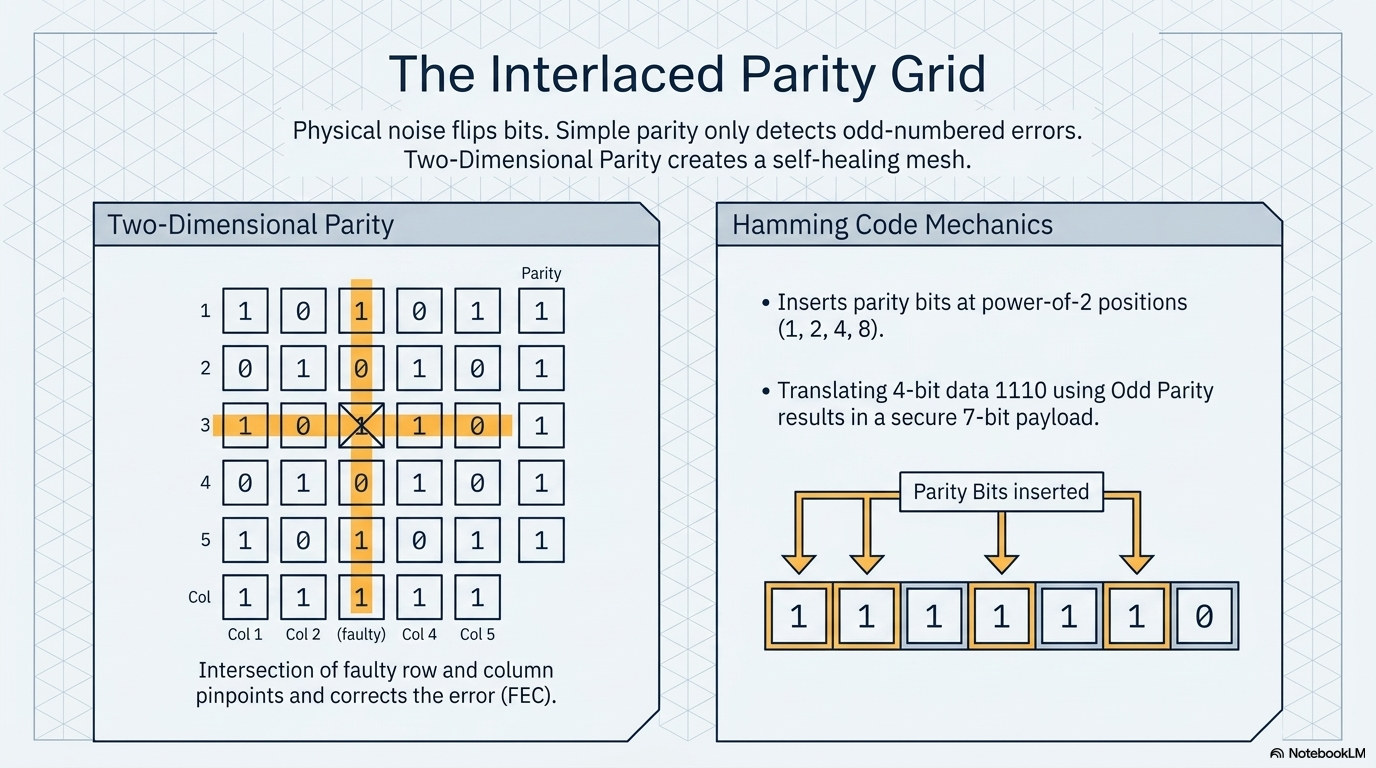 The Interlaced Parity Grid
Physical noise flips bits. Simple parity only detects odd-numbered errors.
Two-Dimensional Parity creates a self-healing mesh.
Two-Dimensional Parity
Parity
1 1 0 1 0 1 1
2 0 1 0 1 0 1
3 1 0 1 1 0 1
4 0 1 0 1 0 1
5 1 0 1 0 1 1
Col 1 1 1 1 1
Col 1 Col 2 (faulty) Col 4 Col 5
Intersection of faulty row and column
pinpoints and corrects the error (FEC).
Hamming Code Mechanics
• Inserts parity bits at power-of-2 positions
(1, 2, 4, 8).
• Translating 4-bit data 1110 using Odd Parity
results in a secure 7-bit payload.
Parity Bits inserted
1 1 1 1 1 1 0
NotebookLM